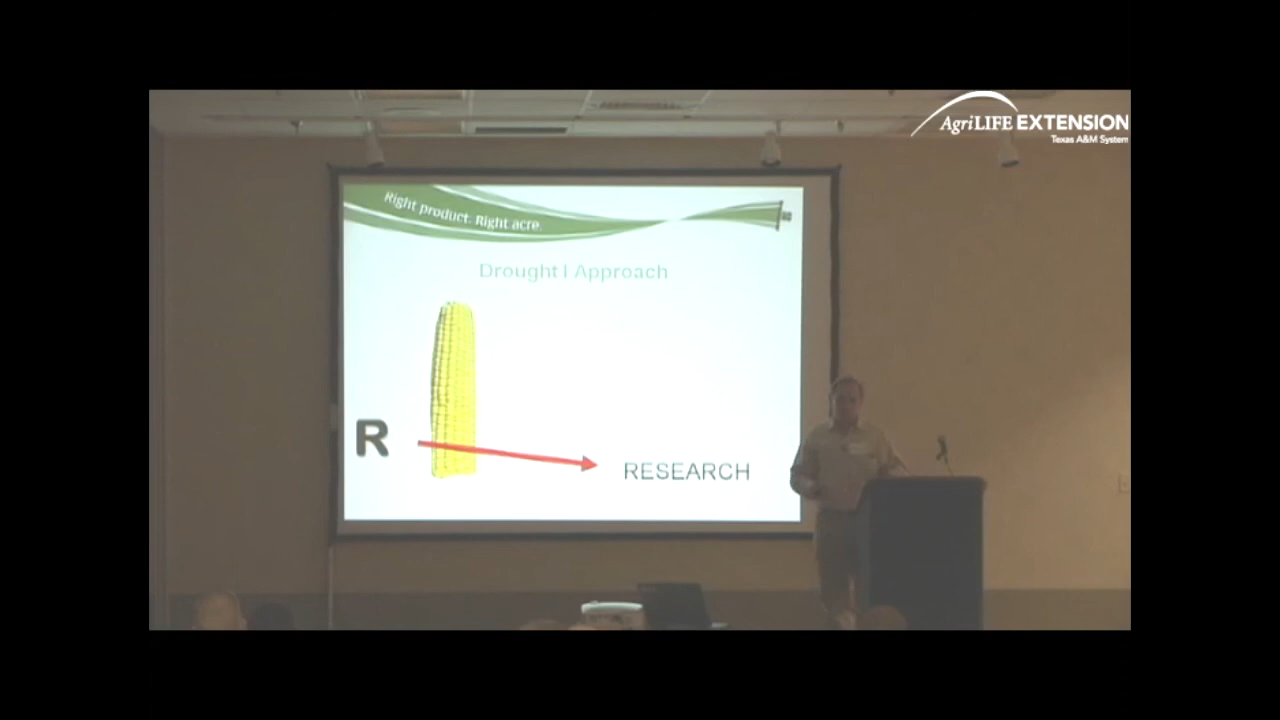 AgriLIFE EXTENSION
Texas A&M System
Right product. Right acre.
Drought I Approach
R
RESEARCH